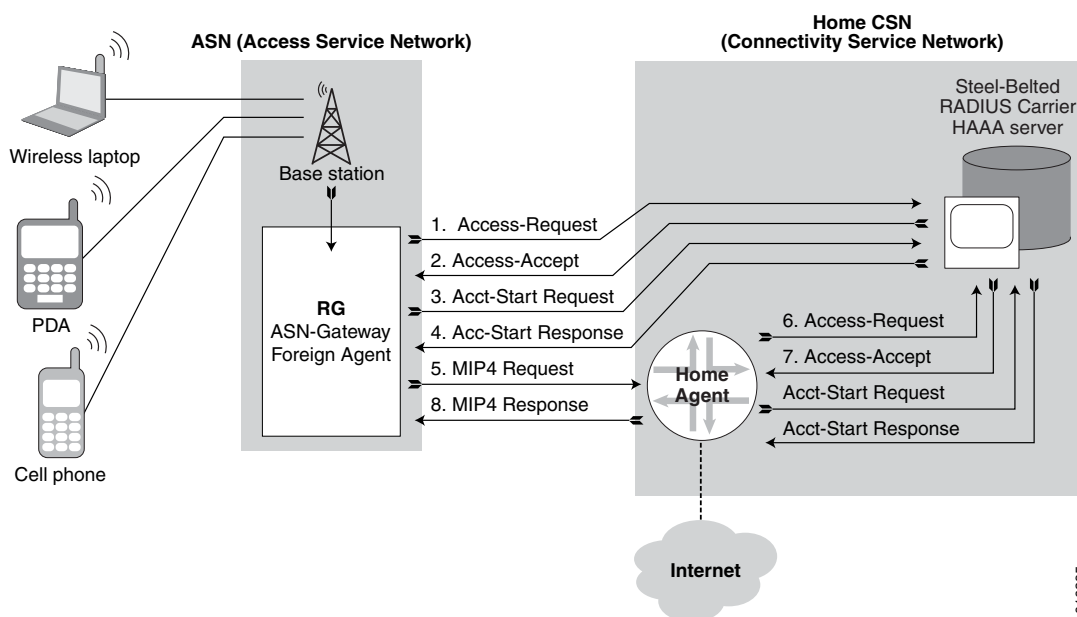 Home CSN
(Connectivity Service Network)
ASN (Access Service Network)
Steel-Belted
RADIUS Carrier
HAAA server
Wireless laptop
Base station
1. Access-Request
2. Access-Accept
3. Acct-Start Request
4. Acc-Start Response
5. MIP4 Request
8. MIP4 Response
RG
ASN-Gateway
Foreign Agent
PDA
Cell phone
Home
Agent
6. Access-Request
7. Access-Accept
Acct-Start Request
Acct-Start Response
Internet